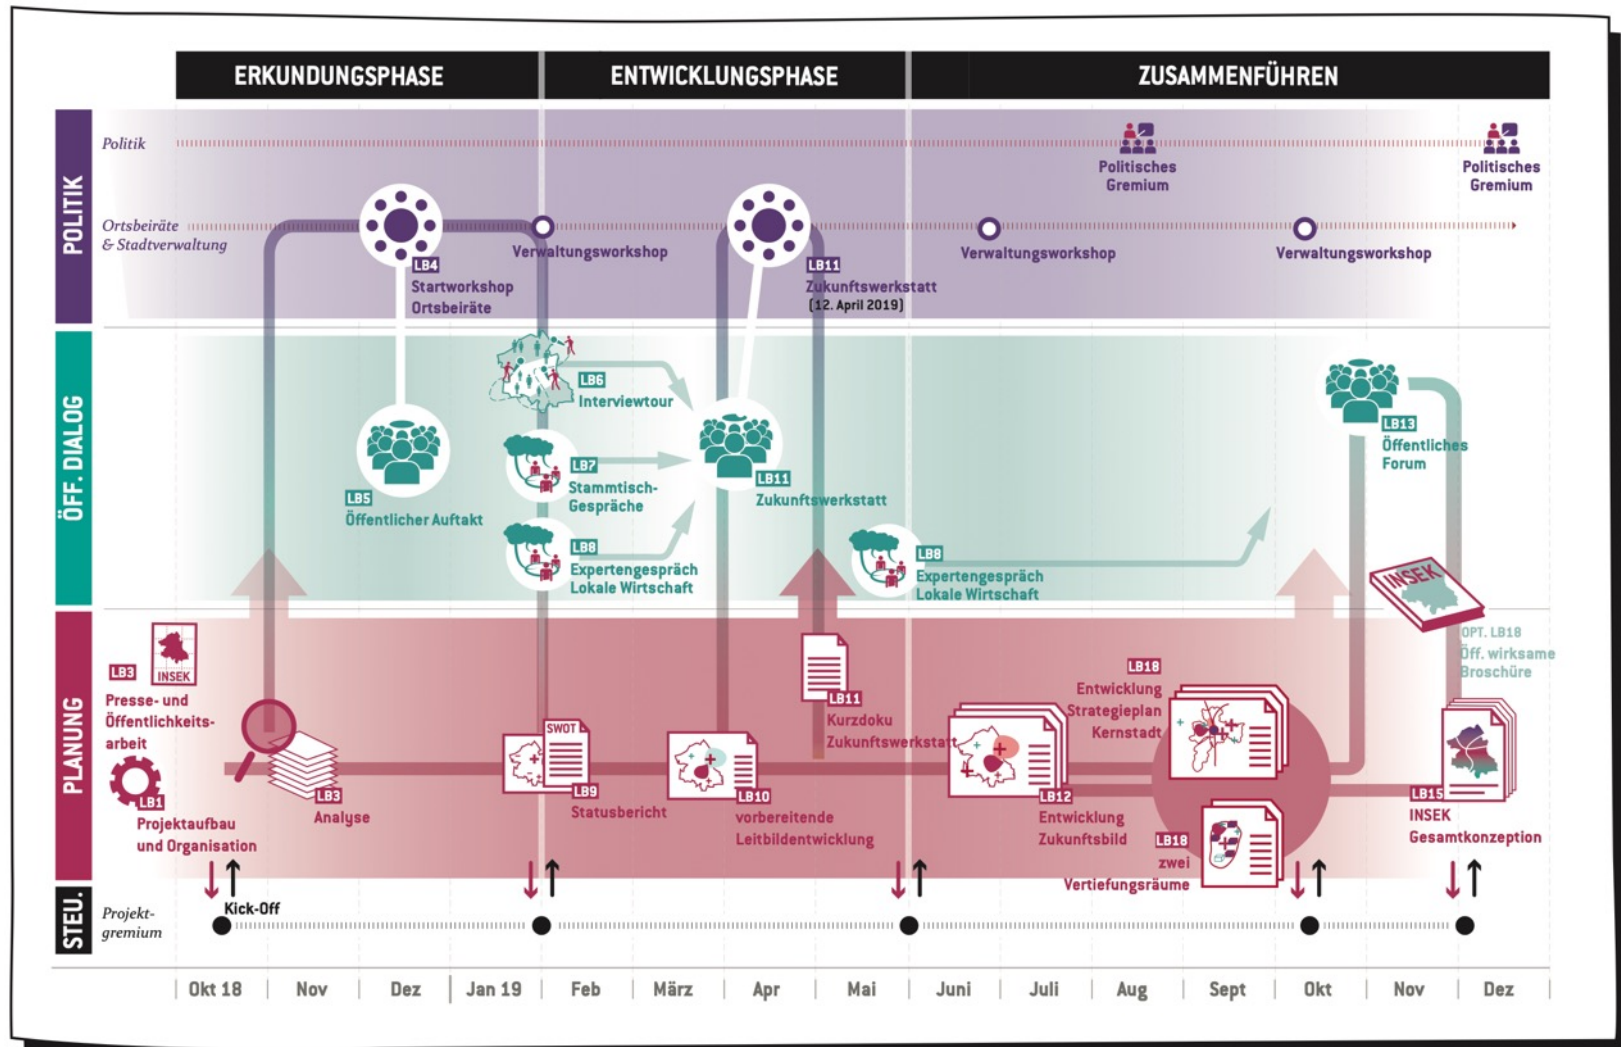 ERKUNDUNGSPHASE
ENTWICKLUNGSPHASE
ZUSAMMENFÜHREN
POLITIK
Politik
Politisches
Gremium
Politisches
Gremium
Ortsbeiräte
& Stadtverwaltung
LB4
Startworkshop
Ortsbeiräte
Verwaltungsworkshop
LB11
Zukunftswerkstatt
(12. April 2019)
Verwaltungsworkshop
Verwaltungsworkshop
ÖFF. DIALOG
LB5
Öffentlicher Auftakt
LB6
Interviewtour
LB7
Stammtisch-
Gespräche
LB8
Expertengespräch
Lokale Wirtschaft
LB11
Zukunftswerkstatt
LB8
Expertengespräch
Lokale Wirtschaft
LB13
Öffentliches
Forum
INSEK
OPT. LB18
Öff. wirksame
Broschüre
PLANUNG
INSEK
LB3
Presse- und
Öffentlichkeits-
arbeit
LB1
Projektaufbau
und Organisation
LB3
Analyse
SWOT
LB9
Statusbericht
LB10
vorbereitende
Leitbildentwicklung
LB11
Kurzdoku
Zukunftswerkstatt
LB12
Entwicklung
Zukunftsbild
LB18
Entwicklung
Strategieplan
Kernstadt
LB18
zwei
Vertiefungsräume
LB15
INSEK
Gesamtkonzeption
STEU.
Projekt-
gremium
Kick-Off
Okt 18
Nov
Dez
Jan 19
Feb
März
Apr
Mai
Juni
Juli
Aug
Sept
Okt
Nov
Dez